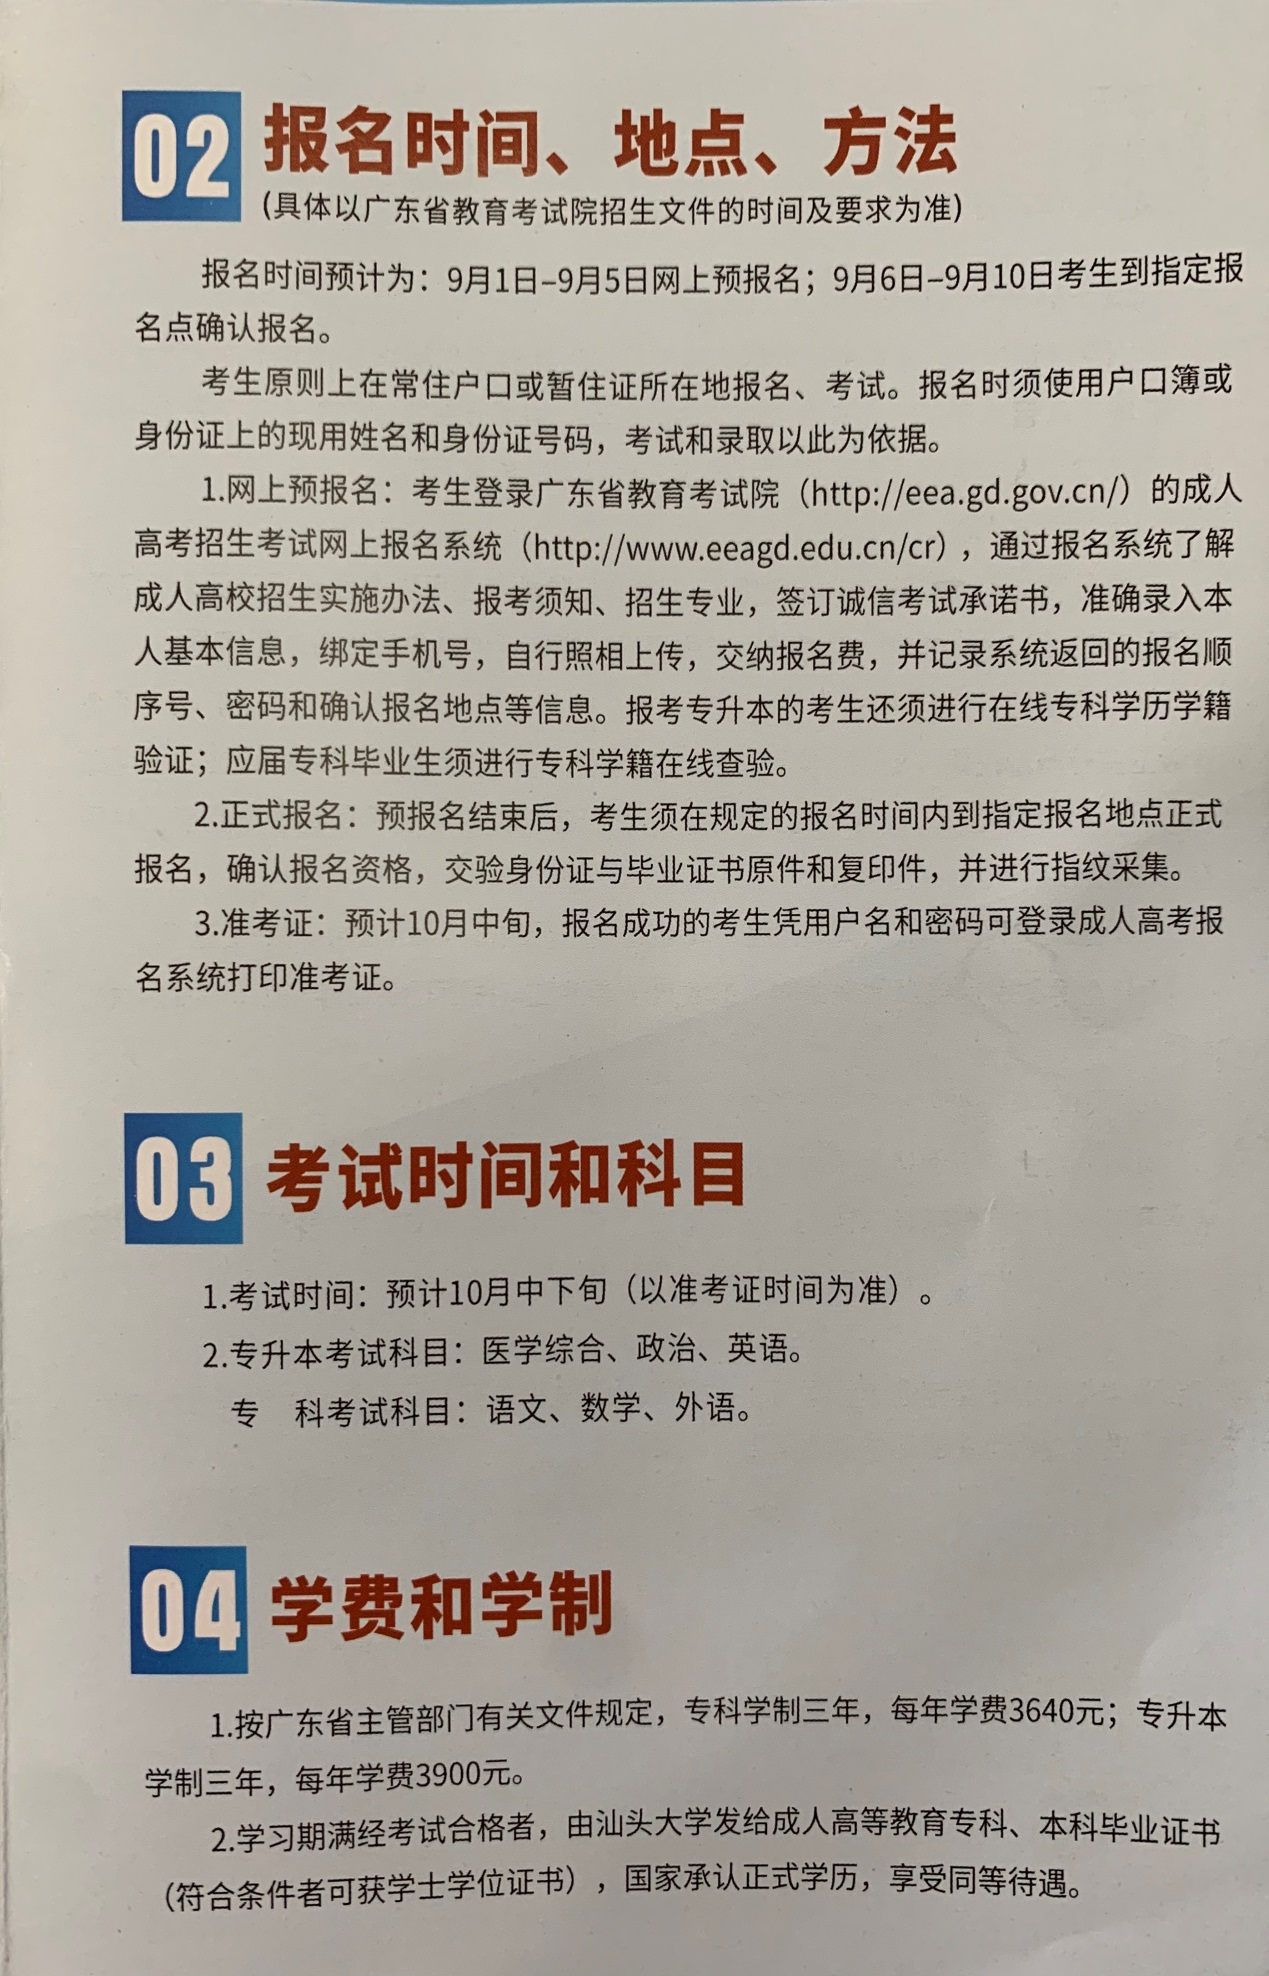 02 报名时间、地点、方法
(具体以广东省教育考试院招生文件的时间及要求为准)
报名时间预计为：9月1日–9月5日网上预报名；9月6日–9月10日考生到指定报
名点确认报名。
考生原则上在常住户口或暂住证所在地报名、考试。报名时须使用户口簿或
身份证上的现用姓名和身份证号码，考试和录取以此为依据。
1.网上预报名：考生登录广东省教育考试院（http://eea.gd.gov.cn/）的成人
高考招生考试网上报名系统（http://www.eeagd.edu.cn/cr），通过报名系统了解
成人高校招生实施办法、报考须知、招生专业，签订诚信考试承诺书，准确录入本
人基本信息，绑定手机号，自行照相上传，交纳报名费，并记录系统返回的报名顺
序号、密码和确认报名地点等信息。报考专升本的考生还须进行在线专科学历学籍
验证；应届专科毕业生须进行专科学籍在线查验。
2.正式报名：预报名结束后，考生须在规定的报名时间内到指定报名地点正式
报名，确认报名资格，交验身份证与毕业证书原件和复印件，并进行指纹采集。
3.准考证：预计10月中旬，报名成功的考生凭用户名和密码可登录成人高考报
名系统打印准考证。
03 考试时间和科目
1.考试时间：预计10月中下旬（以准考证时间为准）。
2.专升本考试科目：医学综合、政治、英语。
专　科考试科目：语文、数学、外语。
04 学费和学制
1.按广东省主管部门有关文件规定，专科学制三年，每年学费3640元；专升本
学制三年，每年学费3900元。
2.学习期满经考试合格者，由汕头大学发给成人高等教育专科、本科毕业证书
（符合条件者可获学士学位证书），国家承认正式学历，享受同等待遇。